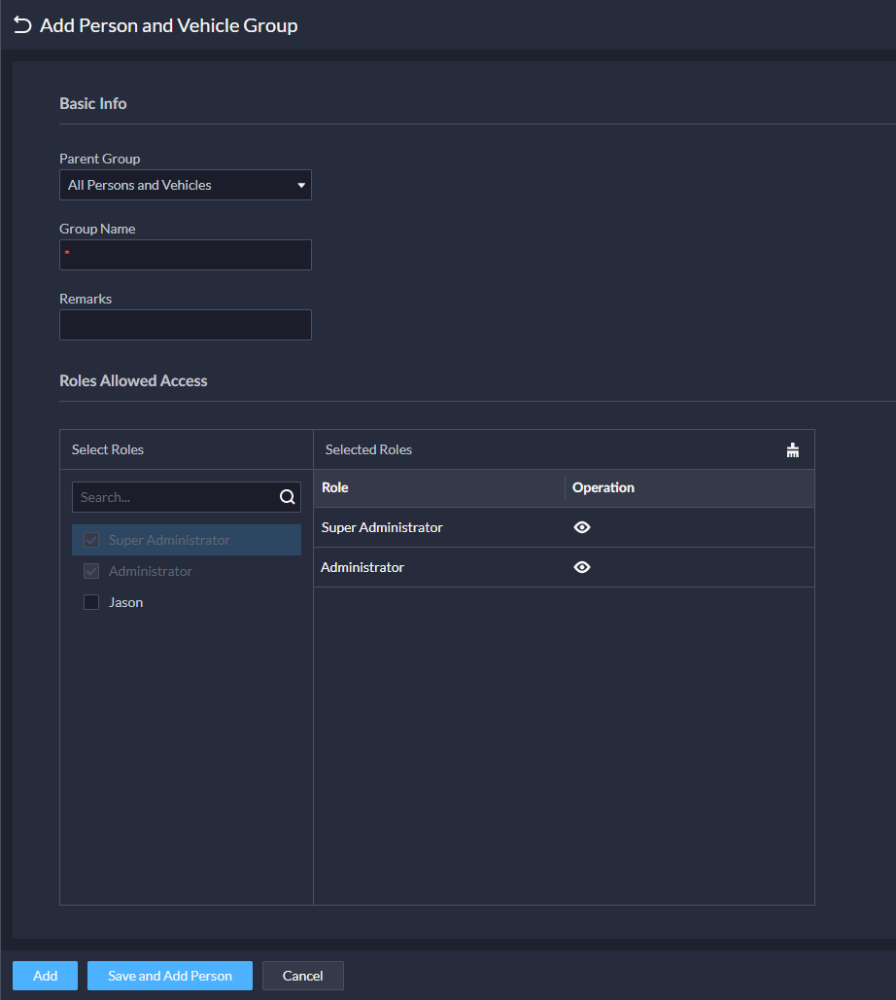 Add Person and Vehicle Group
Basic Info
Parent Group
All Persons and Vehicles
Group Name
*
Remarks
Roles Allowed Access
Select Roles
Selected Roles
Search...
Role
Operation
Super Administrator
Super Administrator
Administrator
Administrator
Jason
Add
Save and Add Person
Cancel